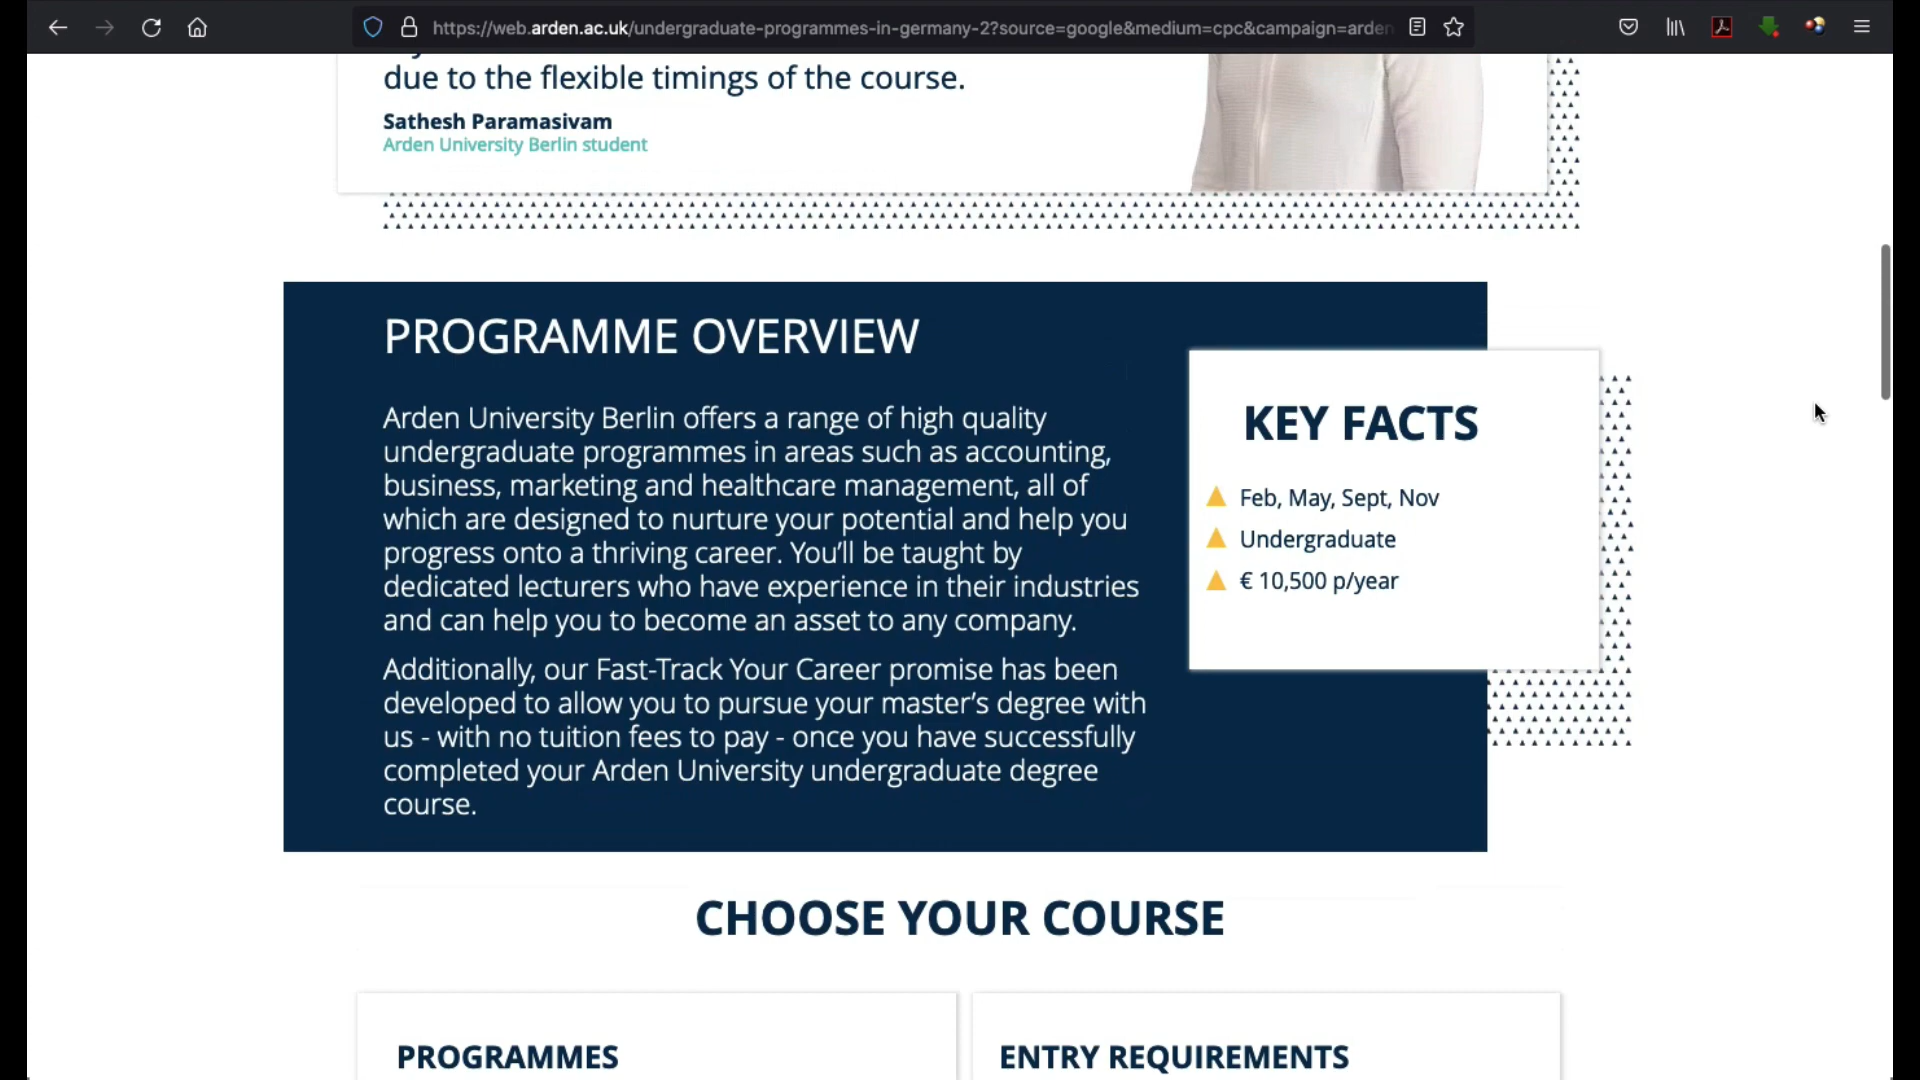 https://web.arden.ac.uk/undergraduate-programmes-in-germany-2?source=google&medium=cpc&campaign=arden
due to the flexible timings of the course.
Sathesh Paramasivam
Arden University Berlin student
PROGRAMME OVERVIEW
Arden University Berlin offers a range of high quality
undergraduate programmes in areas such as accounting,
business, marketing and healthcare management, all of
which are designed to nurture your potential and help you
progress onto a thriving career. You’ll be taught by
dedicated lecturers who have experience in their industries
and can help you to become an asset to any company.
Additionally, our Fast-Track Your Career promise has been
developed to allow you to pursue your master’s degree with
us - with no tuition fees to pay - once you have successfully
completed your Arden University undergraduate degree
course.
KEY FACTS
Feb, May, Sept, Nov
Undergraduate
€ 10,500 p/year
CHOOSE YOUR COURSE
PROGRAMMES
ENTRY REQUIREMENTS